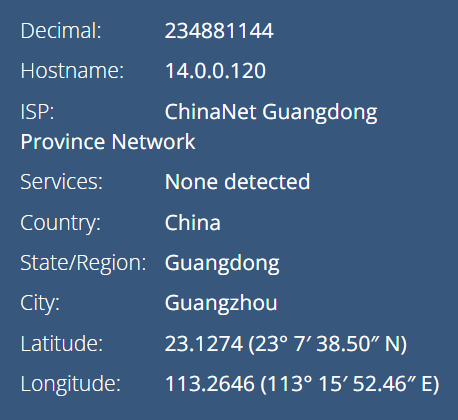 Decimal: 234881144
Hostname: 14.0.0.120
ISP: ChinaNet Guangdong
Province Network
Services: None detected
Country: China
State/Region: Guangdong
City: Guangzhou
Latitude: 23.1274 (23° 7′ 38.50″ N)
Longitude: 113.2646 (113° 15′ 52.46″ E)